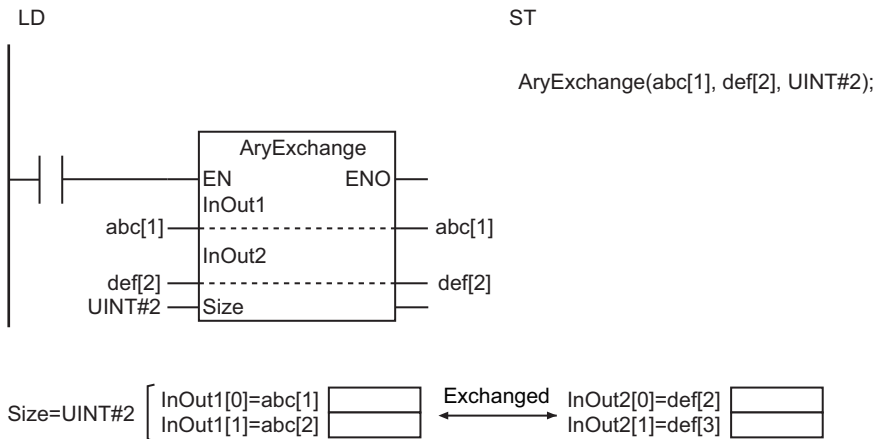 LD
ST
AryExchange(abc[1], def[2], UINT#2);
AryExchange
EN ENO
InOut1
abc[1] abc[1]
InOut2
def[2] def[2]
UINT#2 Size
Size=UINT#2
InOut1[0]=abc[1] Exchanged InOut2[0]=def[2]
InOut1[1]=abc[2] InOut2[1]=def[3]